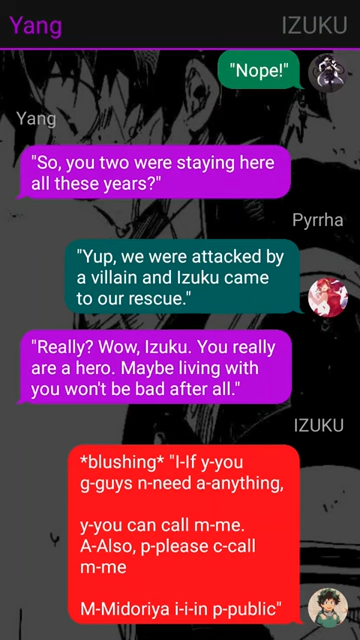 Yang IZUKU
"Nope!"
Yang
"So, you two were staying here
all these years?"
Pyrrha
"Yup, we were attacked by
a villain and Izuku came
to our rescue."
"Really? Wow, Izuku. You really
are a hero. Maybe living with
you won't be bad after all."
IZUKU
*blushing* "I-If y-you
g-guys n-need a-anything,
y-you can call m-me.
A-Also, p-please c-call
m-me
M-Midoriya i-i-in p-public"